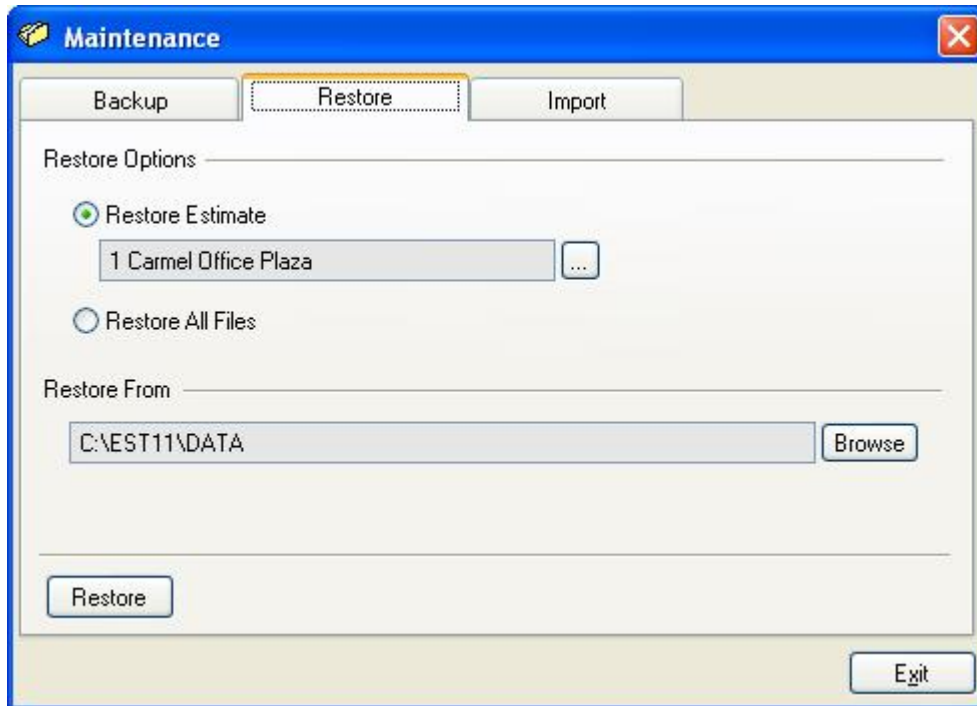 Maintenance
Backup Restore Import
Restore Options
Restore Estimate
1 Carmel Office Plaza ...
Restore All Files
Restore From
C:\EST11\DATA Browse
Restore
Exit